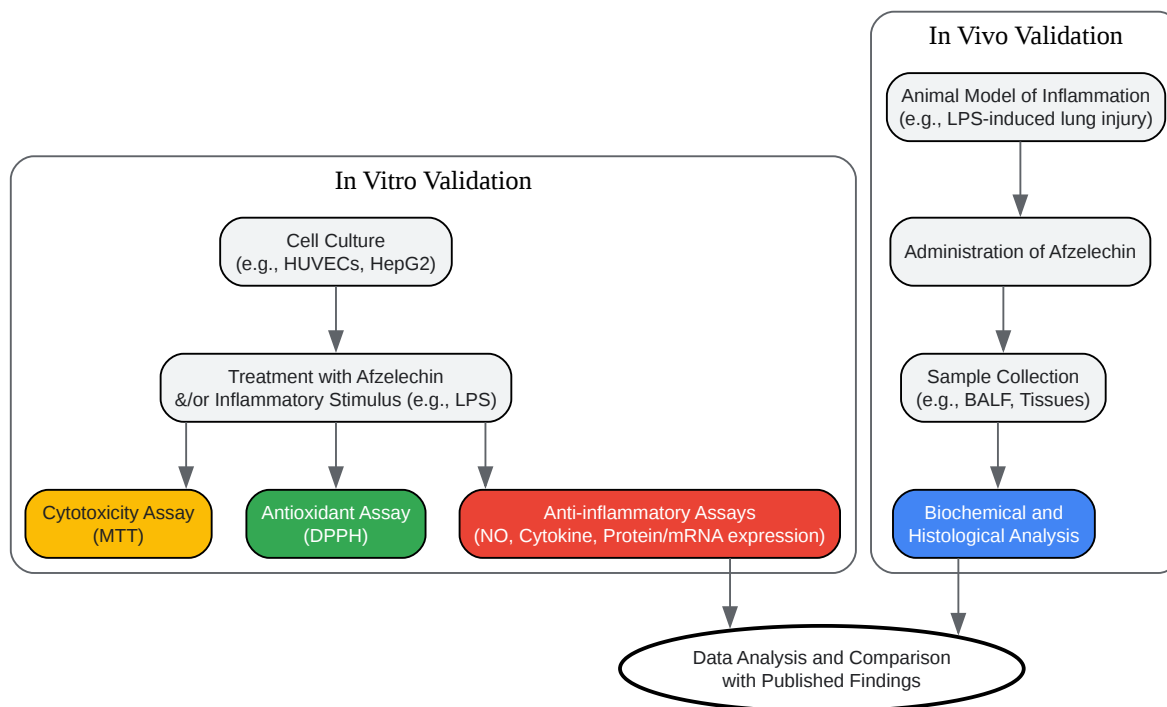 In Vitro Validation
Cell Culture
(e.g., HUVECs, HepG2)
Treatment with Afzelechin
&/or Inflammatory Stimulus (e.g., LPS)
Cytotoxicity Assay
(MTT)
Antioxidant Assay
(DPPH)
Anti-inflammatory Assays
(NO, Cytokine, Protein/mRNA expression)
In Vivo Validation
Animal Model of Inflammation
(e.g., LPS-induced lung injury)
Administration of Afzelechin
Sample Collection
(e.g., BALF, Tissues)
Biochemical and
Histological Analysis
Data Analysis and Comparison
with Published Findings